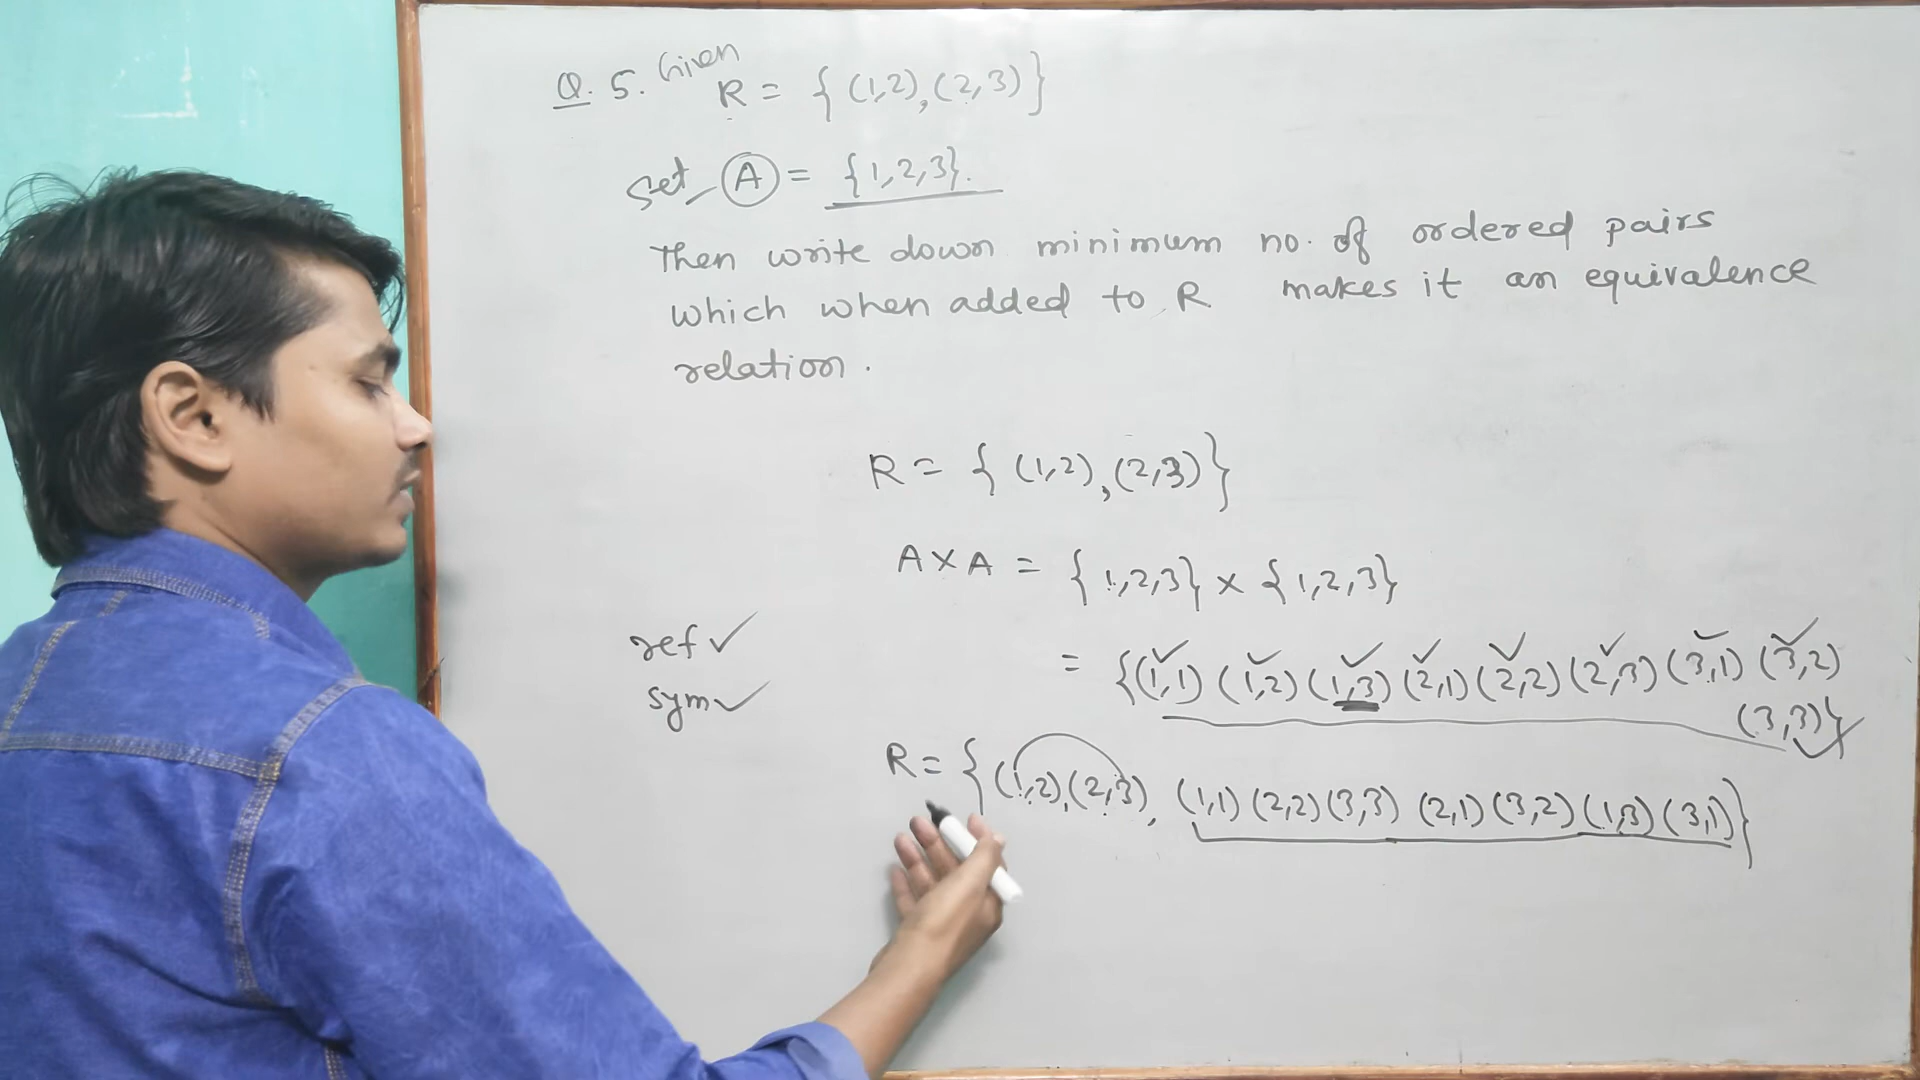 Q. 5. Given R = { (1,2), (2,3) }
set A = {1,2,3}.
Then write down minimum no. of ordered pairs
which when added to R makes it an equivalence
relation.
R = { (1,2), (2,3) }
A × A = { 1,2,3} × { 1,2,3}
ref ✓
= {(1,1) (1,2) (1,3) (2,1) (2,2) (2,3) (3,1) (3,2)
sym ✓
(3,3)}
R = { (1,2), (2,3), (1,1) (2,2) (3,3) (2,1) (3,2) (1,3) (3,1) }